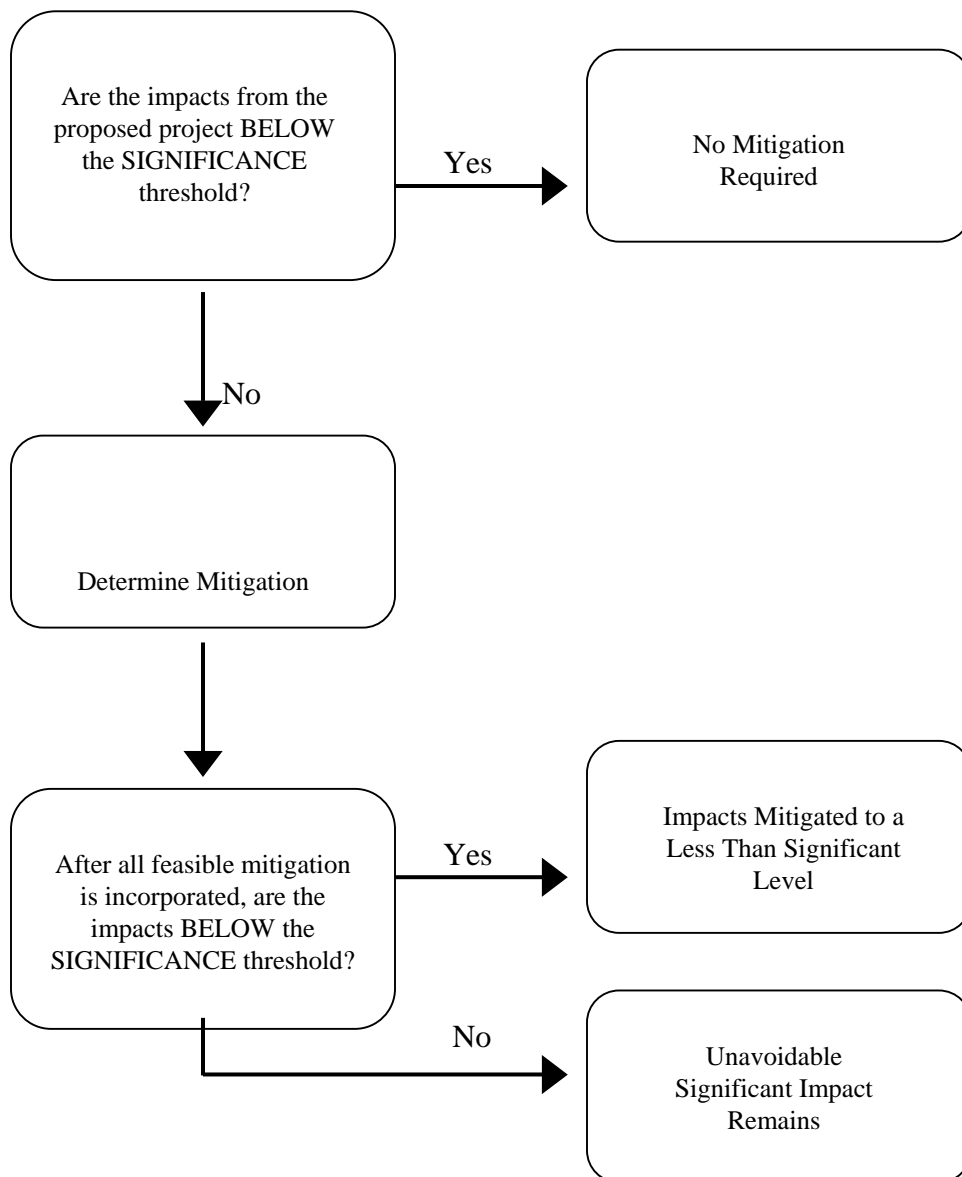 Are the impacts from the
proposed project BELOW
the SIGNIFICANCE
threshold?
Yes
No Mitigation
Required
No
Determine Mitigation
After all feasible mitigation
is incorporated, are the
impacts BELOW the
SIGNIFICANCE threshold?
Yes
Impacts Mitigated to a
Less Than Significant
Level
No
Unavoidable
Significant Impact
Remains